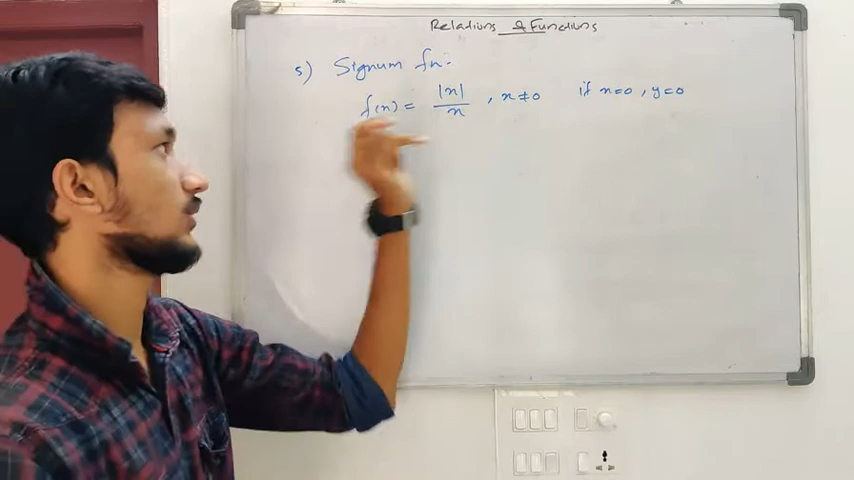 Relations & Functions
5) Signum fn:
f(x) = |x|/x , x ≠ 0 if x=0 , y=0